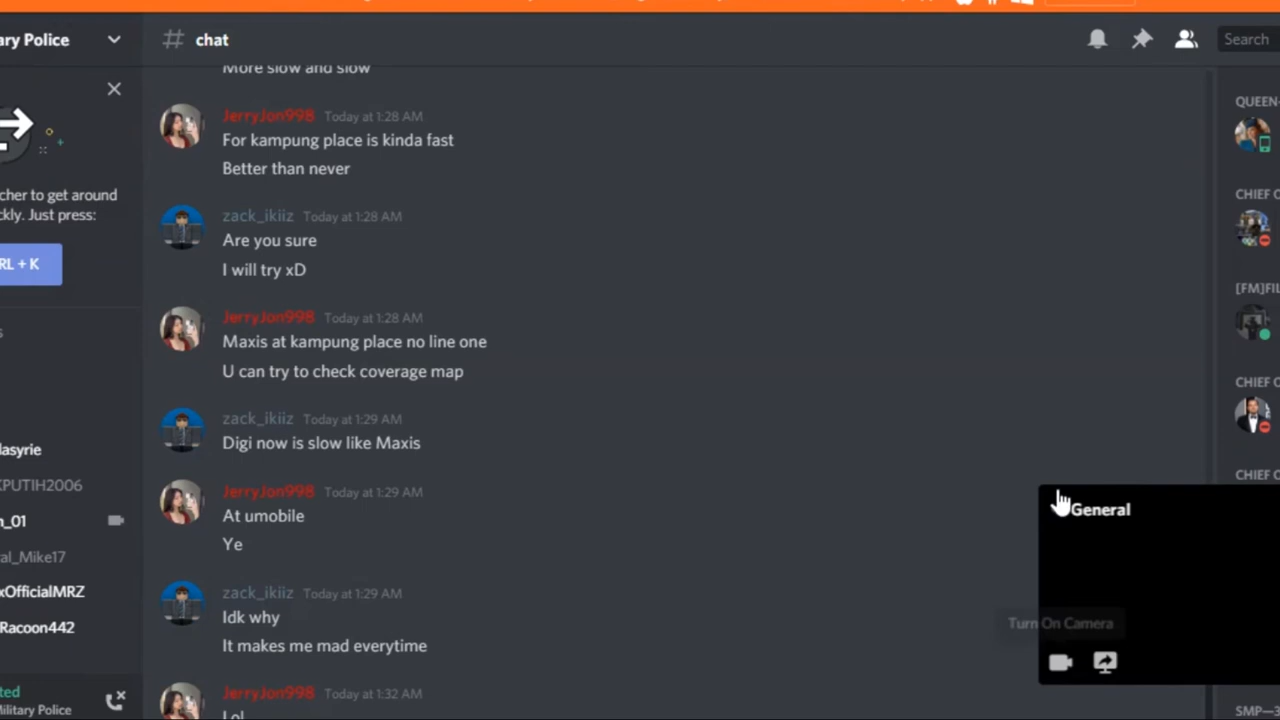 ary Police
# chat
Search
More slow and slow
JerryJon998 Today at 1:28 AM
For kampung place is kinda fast
Better than never
zack_ikiiz Today at 1:28 AM
Are you sure
I will try xD
JerryJon998 Today at 1:28 AM
Maxis at kampung place no line one
U can try to check coverage map
zack_ikiiz Today at 1:29 AM
Digi now is slow like Maxis
JerryJon998 Today at 1:29 AM
At umobile
Ye
zack_ikiiz Today at 1:29 AM
Idk why
It makes me mad everytime
JerryJon998 Today at 1:32 AM
Lol
cher to get around
ckly. Just press:
RL + K
s
lasyrie
KPUTIH2006
n_01
al_Mike17
xOfficialMRZ
Racoon442
ted
Military Police
QUEEN-
CHIEF O
[FM]FIL
CHIEF O
CHIEF O
General
Turn On Camera
SMP—3